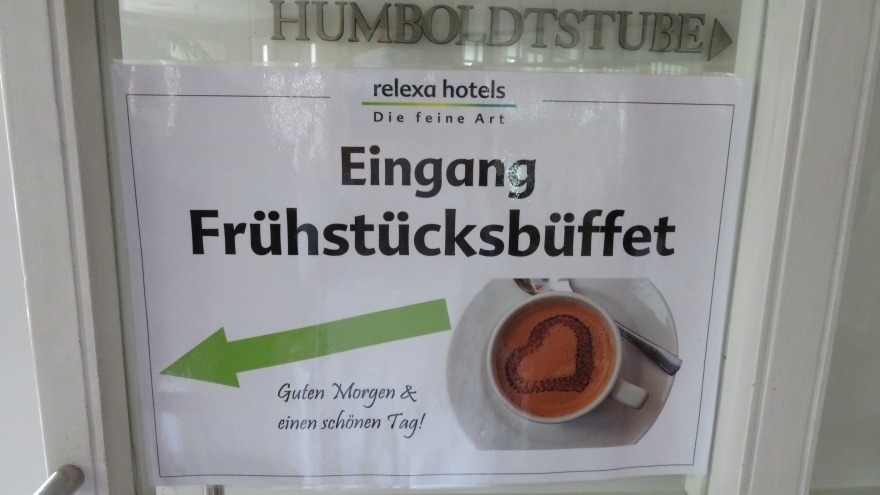 HUMBOLDTSTUBE
relexa hotels
Die feine Art
Eingang
Frühstücksbüffet
Guten Morgen &
einen schönen Tag!